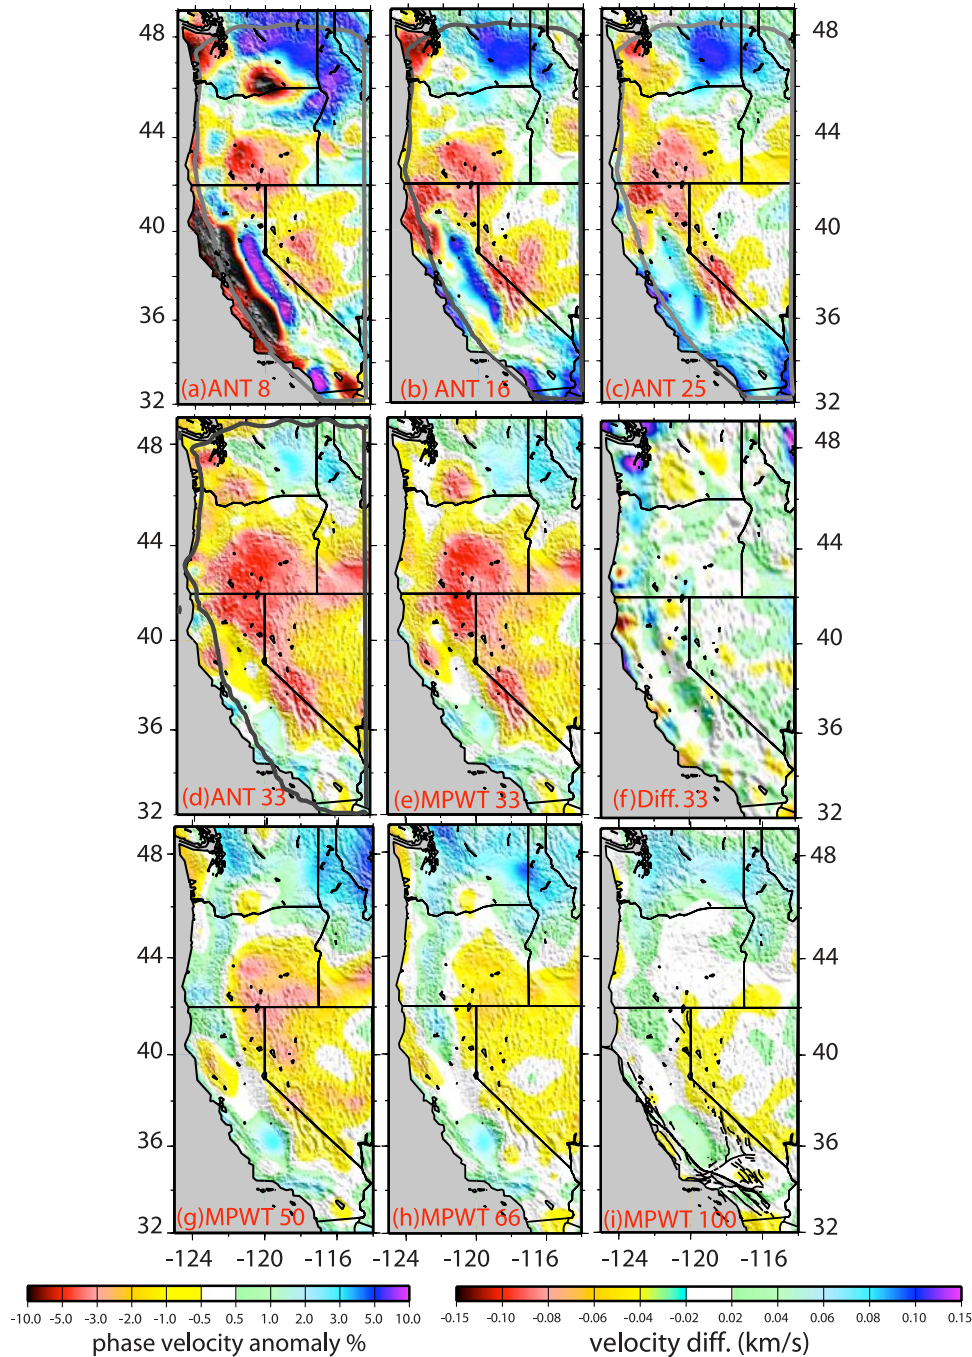 48
44
40
36
32
(a)ANT 8
(b) ANT 16
(c) ANT 25
48
44
40
36
32
48
44
40
36
32
(d)ANT 33
(e)MPWT 33
(f)Diff. 33
48
44
40
36
32
48
44
40
36
32
(g)MPWT 50
(h)MPWT 66
(i)MPWT 100
48
44
40
36
32
-124 -120 -116
-124 -120 -116
-124 -120 -116
-10.0 -5.0 -3.0 -2.0 -1.0 -0.5 0.5 1.0 2.0 3.0 5.0 10.0
phase velocity anomaly %
-0.15 -0.10 -0.08 -0.06 -0.04 -0.02 0.02 0.04 0.06 0.08 0.10 0.15
velocity diff. (km/s)